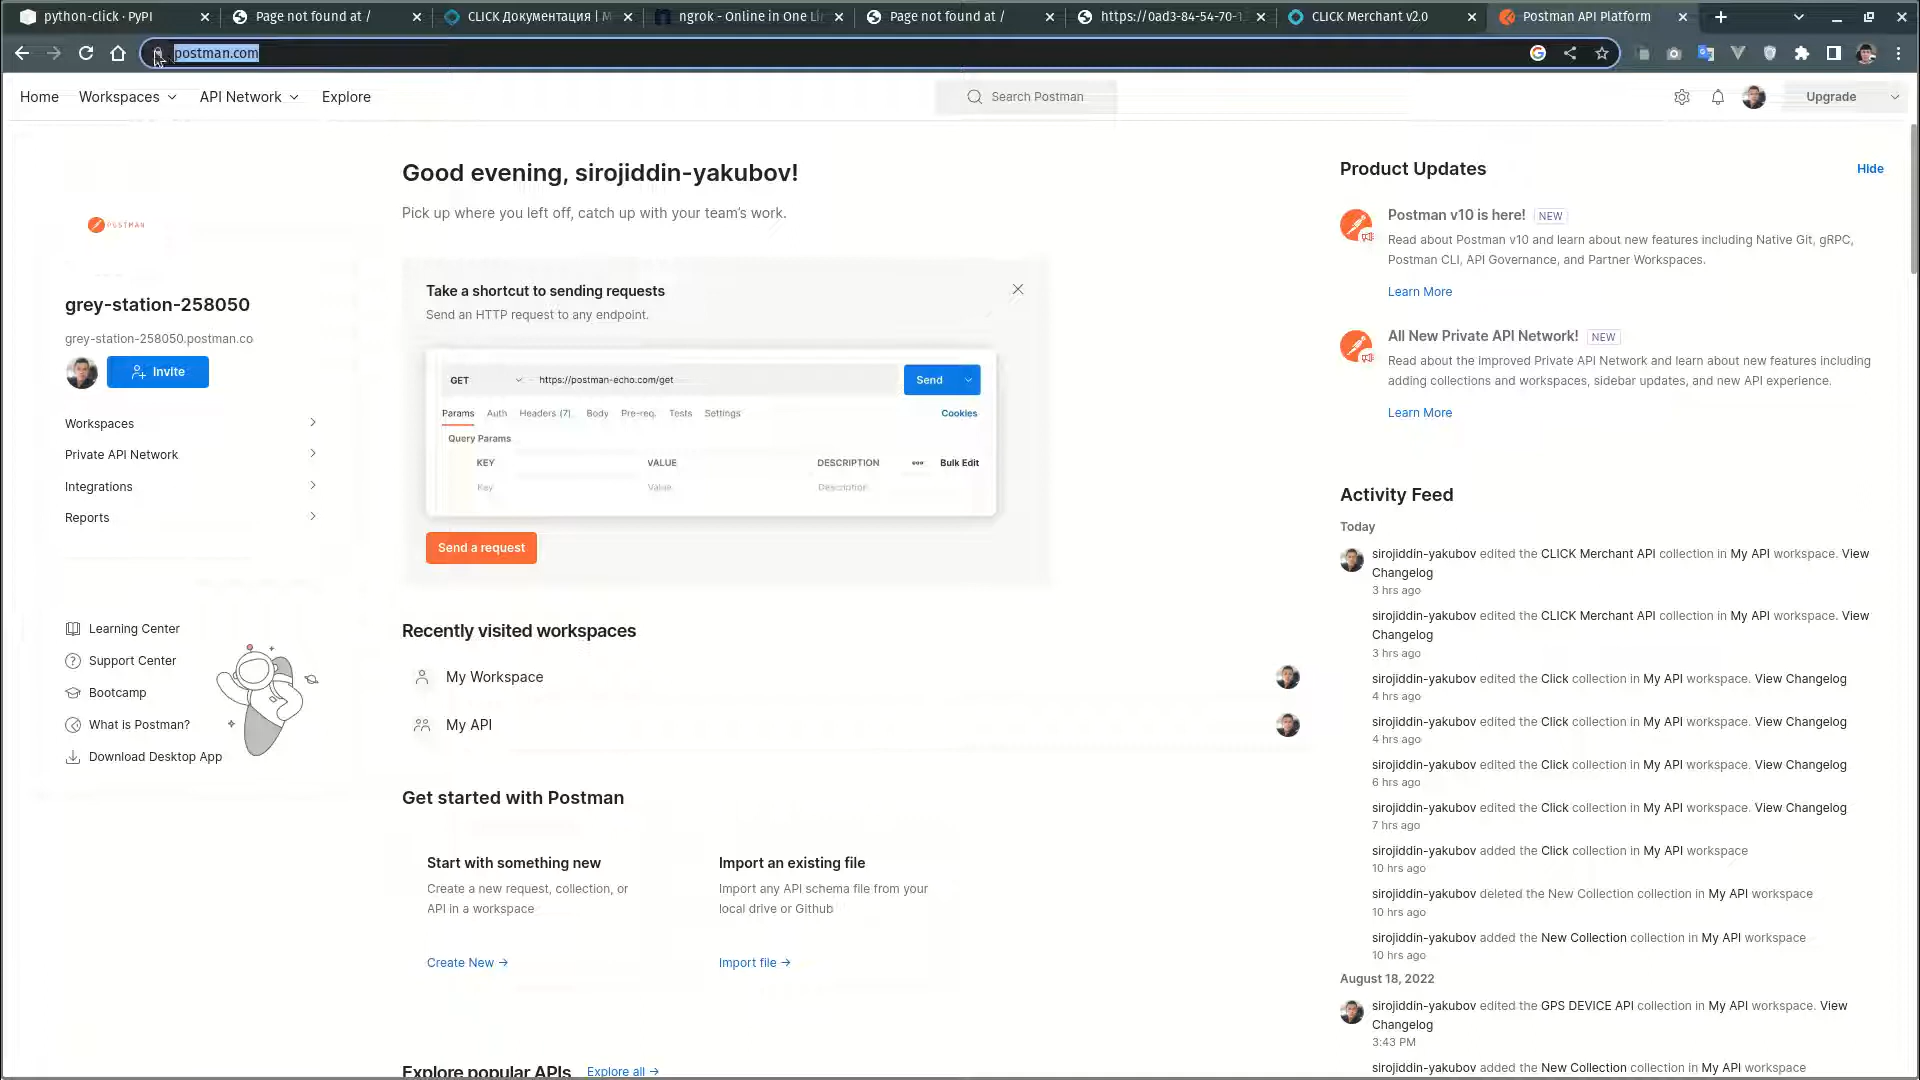 python-click · PyPI
Page not found at /
CLICK Документация | M
ngrok - Online in One Li
Page not found at /
https://0ad3-84-54-70-1
CLICK Merchant v2.0
Postman API Platform
postman.com
Home
Workspaces
API Network
Explore
Search Postman
Upgrade
POSTMAN
grey-station-258050
grey-station-258050.postman.co
Invite
Workspaces
Private API Network
Integrations
Reports
Learning Center
Support Center
Bootcamp
What is Postman?
Download Desktop App
Good evening, sirojiddin-yakubov!
Pick up where you left off, catch up with your team’s work.
Take a shortcut to sending requests
Send an HTTP request to any endpoint.
GET
https://postman-echo.com/get
Send
Params Auth Headers (7) Body Pre-req. Tests Settings
Cookies
Query Params
KEY VALUE DESCRIPTION ••• Bulk Edit
Key Value Description
Send a request
Recently visited workspaces
My Workspace
My API
Get started with Postman
Start with something new
Create a new request, collection, or
API in a workspace
Create New →
Import an existing file
Import any API schema file from your
local drive or Github
Import file →
Explore popular APIs
Explore all →
Product Updates
Hide
Postman v10 is here! NEW
Read about Postman v10 and learn about new features including Native Git, gRPC,
Postman CLI, API Governance, and Partner Workspaces.
Learn More
All New Private API Network! NEW
Read about the improved Private API Network and learn about new features including
adding collections and workspaces, sidebar updates, and new API experience.
Learn More
Activity Feed
Today
sirojiddin-yakubov edited the CLICK Merchant API collection in My API workspace. View
Changelog
3 hrs ago
sirojiddin-yakubov edited the CLICK Merchant API collection in My API workspace. View
Changelog
3 hrs ago
sirojiddin-yakubov edited the Click collection in My API workspace. View Changelog
4 hrs ago
sirojiddin-yakubov edited the Click collection in My API workspace. View Changelog
4 hrs ago
sirojiddin-yakubov edited the Click collection in My API workspace. View Changelog
6 hrs ago
sirojiddin-yakubov edited the Click collection in My API workspace. View Changelog
7 hrs ago
sirojiddin-yakubov added the Click collection in My API workspace
10 hrs ago
sirojiddin-yakubov deleted the New Collection collection in My API workspace
10 hrs ago
sirojiddin-yakubov added the New Collection collection in My API workspace
10 hrs ago
August 18, 2022
sirojiddin-yakubov edited the GPS DEVICE API collection in My API workspace. View
Changelog
3:43 PM
sirojiddin-yakubov added the New Collection collection in My API workspace